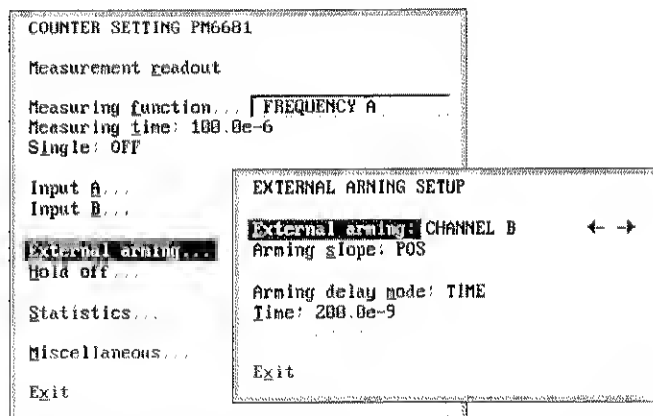 COUNTER SETTING PM6681
Measurement readout
Measuring function... FREQUENCY A
Measuring time: 100.0e-6
Single: OFF
Input A...
Input B...
External arming...
Hold off...
Statistics...
Miscellaneous...
Exit
EXTERNAL ARNING SETUP
External arming: CHANNEL B ← →
Arming slope: POS
Arming delay mode: TIME
Time: 200.0e-9
Exit